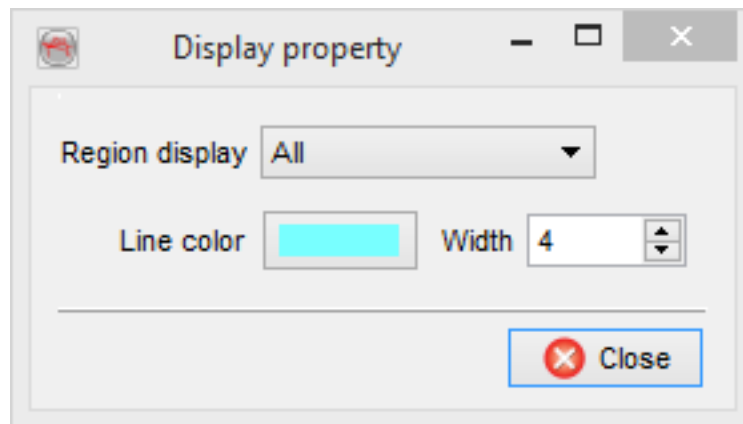 Display property
Region display All
Line color Width 4
Close